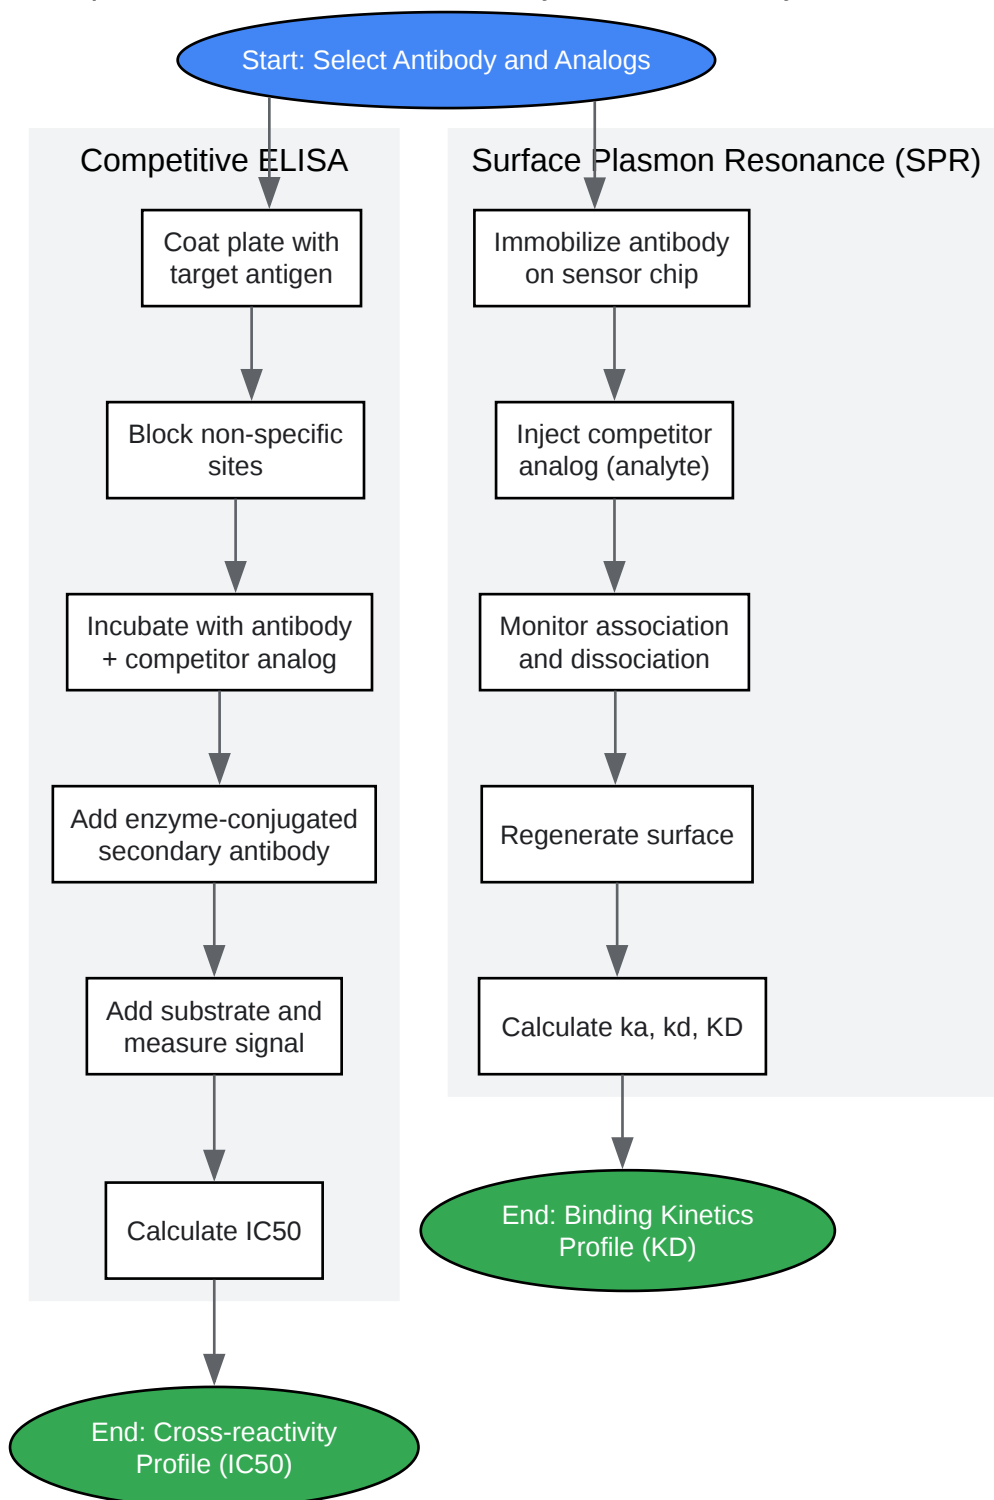 Start: Select Antibody and Analogs
Competitive ELISA
Coat plate with
target antigen
Block non-specific
sites
Incubate with antibody
+ competitor analog
Add enzyme-conjugated
secondary antibody
Add substrate and
measure signal
Calculate IC50
End: Cross-reactivity
Profile (IC50)
Surface Plasmon Resonance (SPR)
Immobilize antibody
on sensor chip
Inject competitor
analog (analyte)
Monitor association
and dissociation
Regenerate surface
Calculate ka, kd, KD
End: Binding Kinetics
Profile (KD)